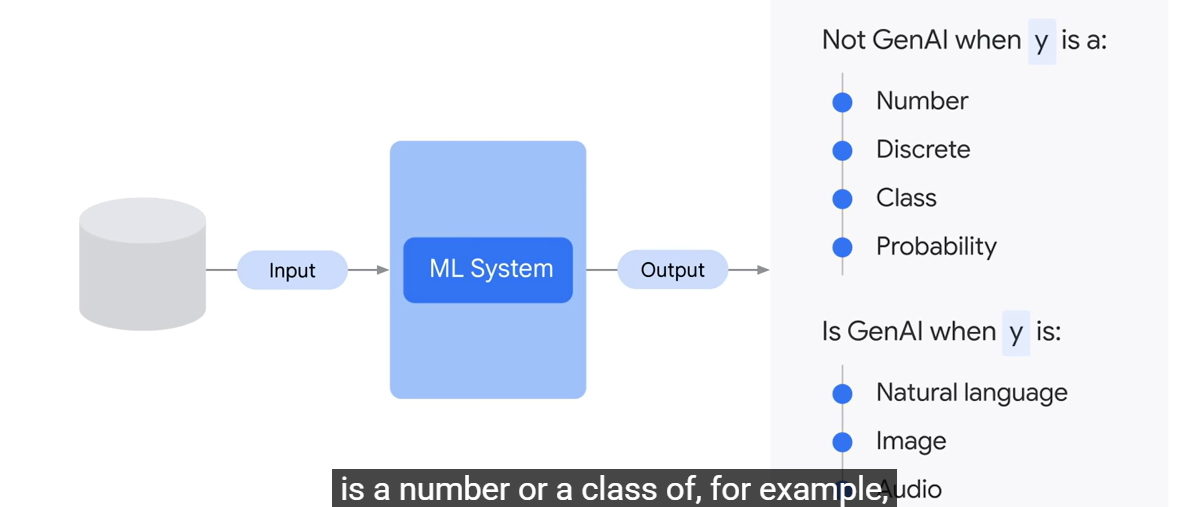 Not GenAI when y is a:
Number
Discrete
Class
Probability
Input
ML System
Output
Is GenAI when y is:
Natural language
Image
Audio
is a number or a class of, for example,